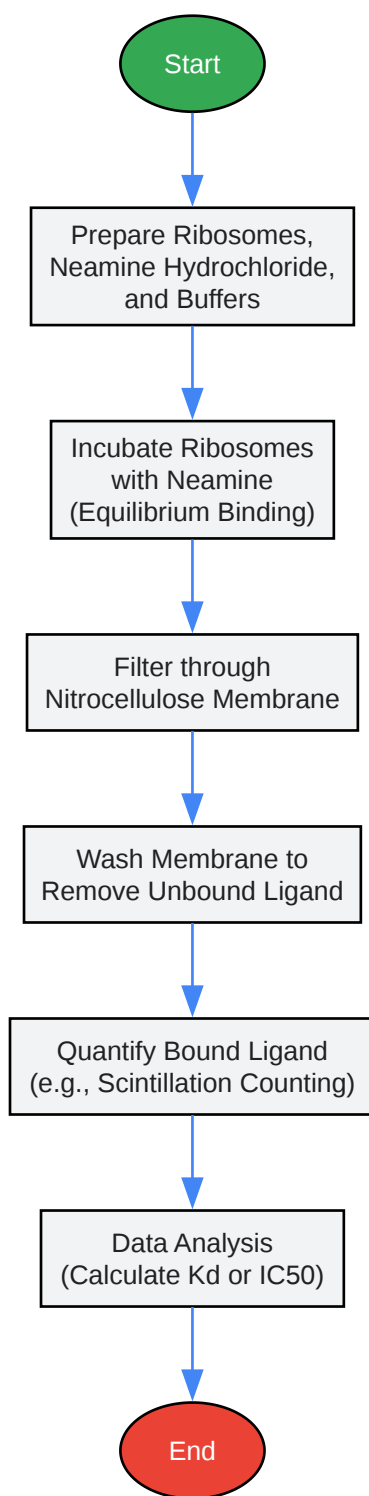 Start
Prepare Ribosomes,
Neamine Hydrochloride,
and Buffers
Incubate Ribosomes
with Neamine
(Equilibrium Binding)
Filter through
Nitrocellulose Membrane
Wash Membrane to
Remove Unbound Ligand
Quantify Bound Ligand
(e.g., Scintillation Counting)
Data Analysis
(Calculate Kd or IC50)
End